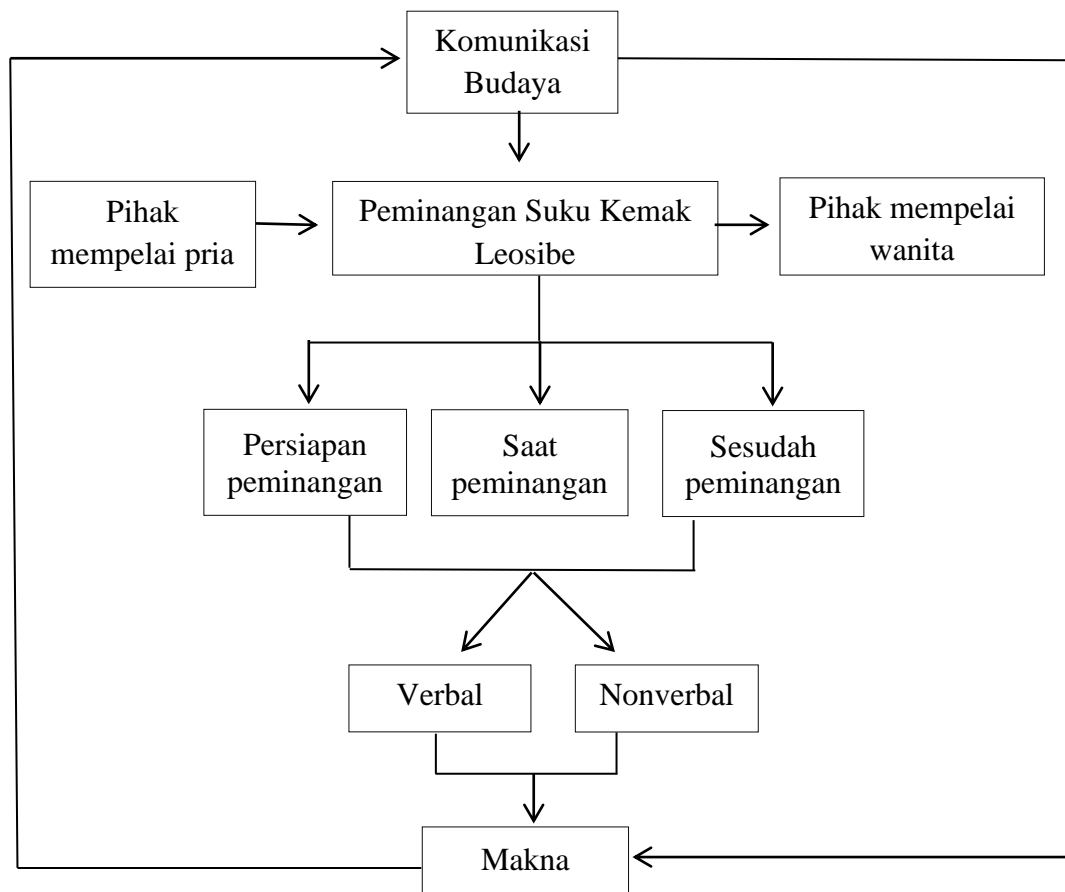 Komunikasi
Budaya
Pihak
mempelai pria
Peminangan Suku Kemak
Leosibe
Pihak mempelai
wanita
Persiapan
peminangan
Saat
peminangan
Sesudah
peminangan
Verbal
Nonverbal
Makna